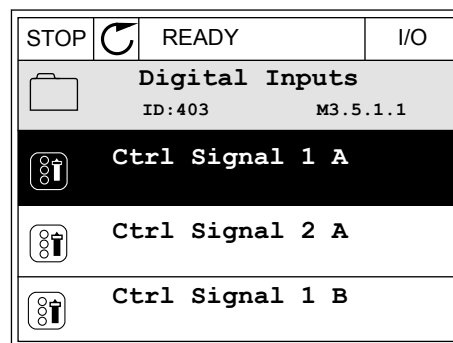 STOP READY I/O
Digital Inputs
ID:403 M3.5.1.1
Ctrl Signal 1 A
Ctrl Signal 2 A
Ctrl Signal 1 B